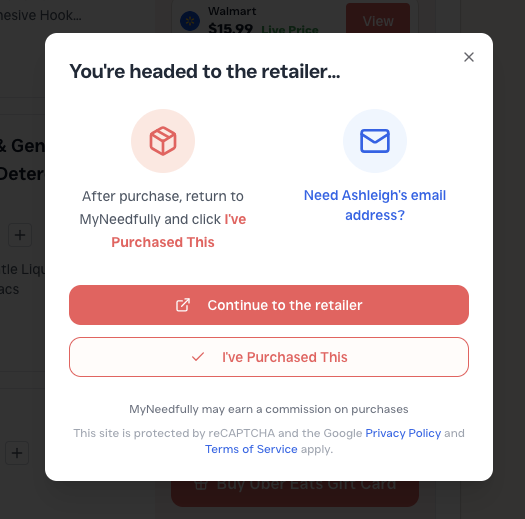 hesive Hook...
Walmart
$15.99 Live Price
View
You're headed to the retailer...
After purchase, return to
MyNeedfully and click I've
Purchased This
Need Ashleigh's email
address?
& Gen
Deter
tle Liqu
acs
Continue to the retailer
I've Purchased This
MyNeedfully may earn a commission on purchases
This site is protected by reCAPTCHA and the Google Privacy Policy and
Terms of Service apply.
Buy Uber Eats Gift Card